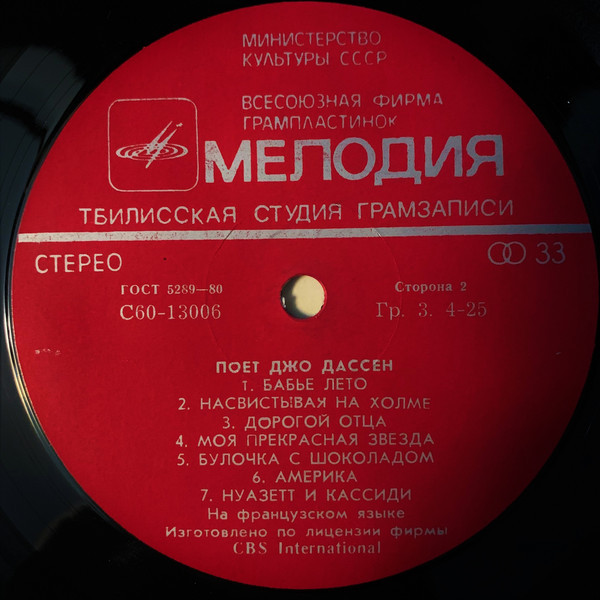 МИНИСТЕРСТВО
КУЛЬТУРЫ СССР
ВСЕСОЮЗНАЯ ФИРМА
ГРАМПЛАСТИНОК
МЕЛОДИЯ
ТБИЛИССКАЯ СТУДИЯ ГРАМЗАПИСИ
СТЕРЕО
33
ГОСТ 5289—80
Сторона 2
С60-13006
Гр. 3. 4-25
ПОЕТ ДЖО ДАССЕН
1. БАБЬЕ ЛЕТО
2. НАСВИСТЫВАЯ НА ХОЛМЕ
3. ДОРОГОЙ ОТЦА
4. МОЯ ПРЕКРАСНАЯ ЗВЕЗДА
5. БУЛОЧКА С ШОКОЛАДОМ
6. АМЕРИКА
7. НУАЗЕТТ И КАССИДИ
На французском языке
Изготовлено по лицензии фирмы
CBS International